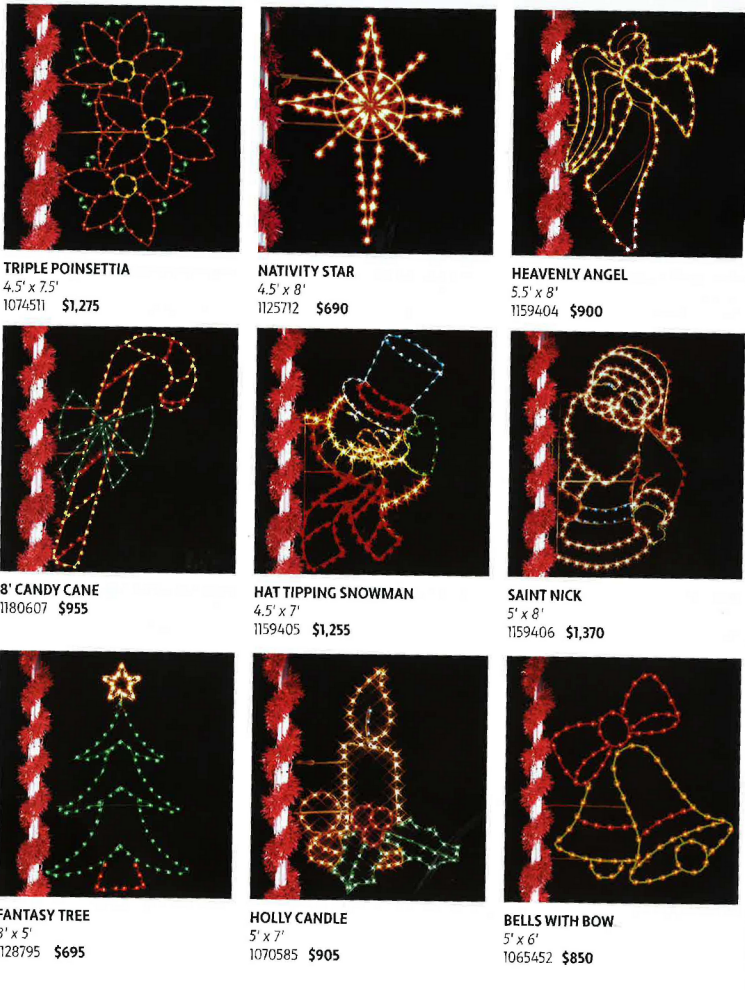 TRIPLE POINSETTIA
4.5' x 7.5'
1074511 $1,275
NATIVITY STAR
4.5' x 8'
1125712 $690
HEAVENLY ANGEL
5.5' x 8'
1159404 $900
8' CANDY CANE
1180607 $955
HAT TIPPING SNOWMAN
4.5' x 7'
1159405 $1,255
SAINT NICK
5' x 8'
1159406 $1,370
FANTASY TREE
3' x 5'
1128795 $695
HOLLY CANDLE
5' x 7'
1070585 $905
BELLS WITH BOW
5' x 6'
1065452 $850